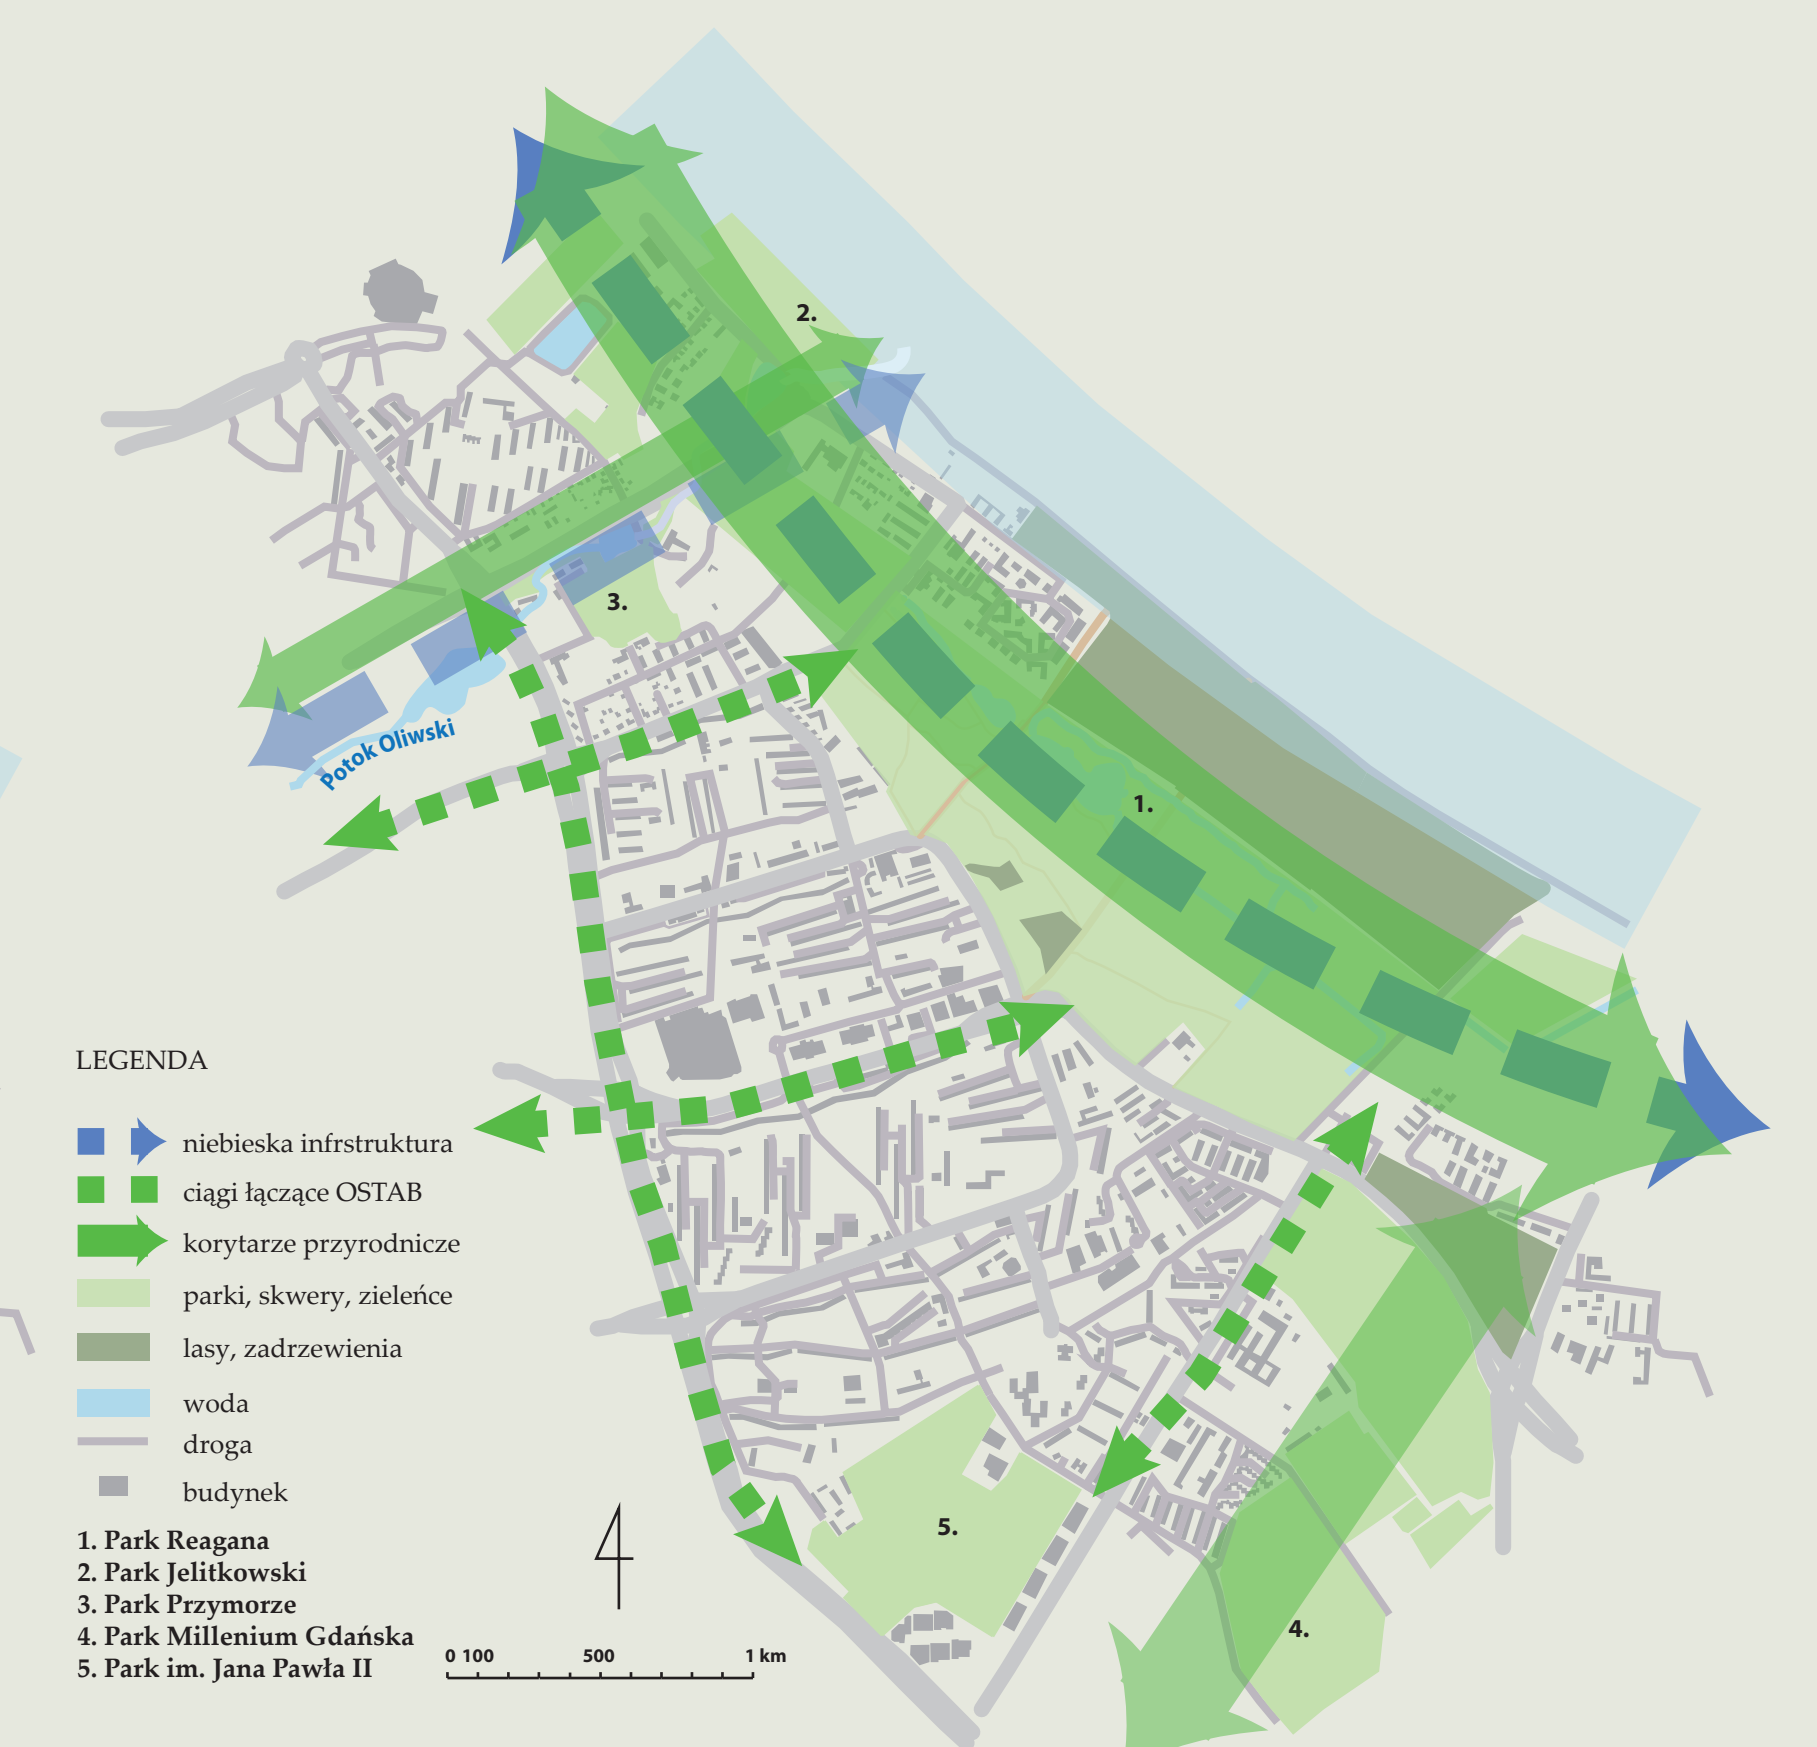 2.
3.
Potok Oliwski
1.
LEGENDA
niebieska infrstruktura
ciągi łączące OSTAB
korytarze przyrodnicze
parki, skwery, zieleńce
lasy, zadrzewienia
woda
droga
budynek
1. Park Reagana
2. Park Jelitkowski
3. Park Przymorze
4. Park Millenium Gdańska
5. Park im. Jana Pawła II
0 100 500 1 km
5.
4.